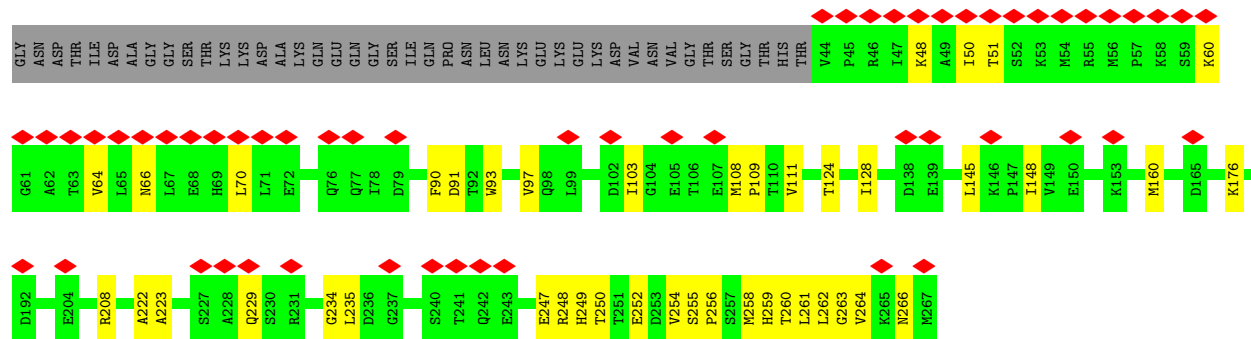 GLY ASN ASP THR ILE ASP ALA GLY GLY SER THR LYS LYS ASP ALA LYS GLN GLU GLN GLY SER ILE GLN PRO ASN LEU ASN LYS GLU LYS GLU LYS ASP VAL ASN VAL GLY THR SER GLY THR HIS THR V44 P45 R46 I47 K48 A49 I50 T51 S52 K53 M54 R55 M56 P57 K58 S59 K60
G61 A62 T63 V64 L65 N66 L67 E68 H69 L70 L71 E72 Q76 Q77 I78 D79 F90 D91 T92 W93 V97 Q98 L99 D102 I103 G104 E105 T106 E107 M108 P109 T110 V111 T124 I128 D138 E139 L145 K146 P147 I148 V149 E150 K153 M160 D165 K176
D192 E204 R208 A222 A223 S227 A228 Q229 S230 R231 G234 L235 D236 G237 S240 T241 Q242 E243 E247 R248 H249 T250 T251 E252 D253 V254 S255 P256 S257 M258 H259 T260 L261 L262 G263 V264 K265 N266 M267